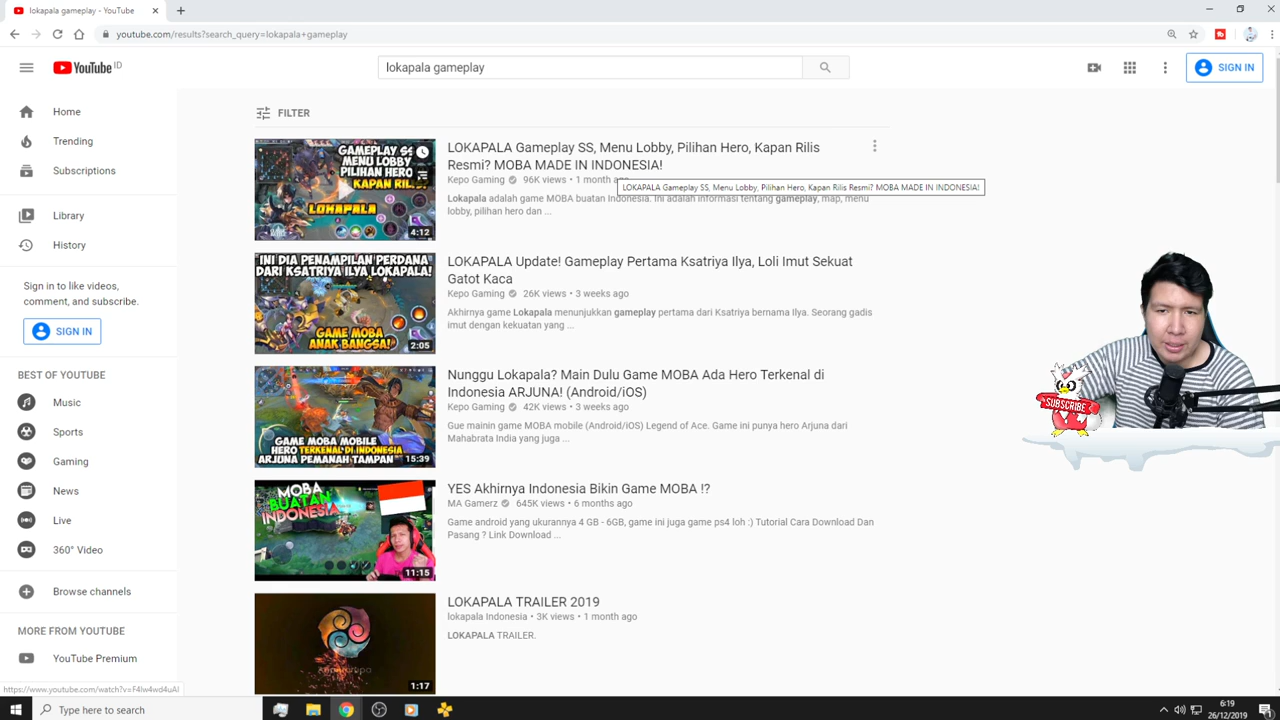 lokapala gameplay - YouTube
youtube.com/results?search_query=lokapala+gameplay
YouTube ID
lokapala gameplay
SIGN IN
Home
Trending
Subscriptions
Library
History
Sign in to like videos,
comment, and subscribe.
SIGN IN
BEST OF YOUTUBE
Music
Sports
Gaming
News
Live
360° Video
Browse channels
MORE FROM YOUTUBE
YouTube Premium
FILTER
GAMEPLAY SS,
MENU LOBBY
PILIHAN HERO,
KAPAN RILIS
LOKAPALA
4:12
LOKAPALA Gameplay SS, Menu Lobby, Pilihan Hero, Kapan Rilis
Resmi? MOBA MADE IN INDONESIA!
Kepo Gaming
96K views • 1 month
LOKAPALA Gameplay SS, Menu Lobby, Pilihan Hero, Kapan Rilis Resmi? MOBA MADE IN INDONESIA!
Lokapala adalah game MOBA buatan Indonesia. Ini adalah informasi tentang gameplay, map, menu
lobby, pilihan hero dan ...
INI DIA PENAMPILAN PERDANA
DARI KSATRIYA ILYA LOKAPALA!
GAME MOBA
ANAK BANGSA!
2:05
LOKAPALA Update! Gameplay Pertama Ksatriya Ilya, Loli Imut Sekuat
Gatot Kaca
Kepo Gaming
26K views • 3 weeks ago
Akhirnya game Lokapala menunjukkan gameplay pertama dari Ksatriya bernama Ilya. Seorang gadis
imut dengan kekuatan yang ...
GAME MOBA MOBILE
HERO TERKENAL DI INDONESIA
ARJUNA PEMANAH TAMPAN
15:39
Nunggu Lokapala? Main Dulu Game MOBA Ada Hero Terkenal di
Indonesia ARJUNA! (Android/iOS)
Kepo Gaming
42K views • 3 weeks ago
Gue mainin game MOBA mobile (Android/iOS) Legend of Ace. Game ini punya hero Arjuna dari
Mahabrata India yang juga ...
MOBA
BUATAN
INDONESIA
11:15
YES Akhirnya Indonesia Bikin Game MOBA !?
MA Gamerz
645K views • 6 months ago
Game android yang ukurannya 4 GB - 6GB, game ini juga game ps4 loh :) Tutorial Cara Download Dan
Pasang ? Link Download ...
1:17
LOKAPALA TRAILER 2019
lokapala Indonesia • 3K views • 1 month ago
LOKAPALA TRAILER.
SUBSCRIBE
https://www.youtube.com/watch?v=F4lw4wd4uAI
Type here to search
6:19
26/12/2019